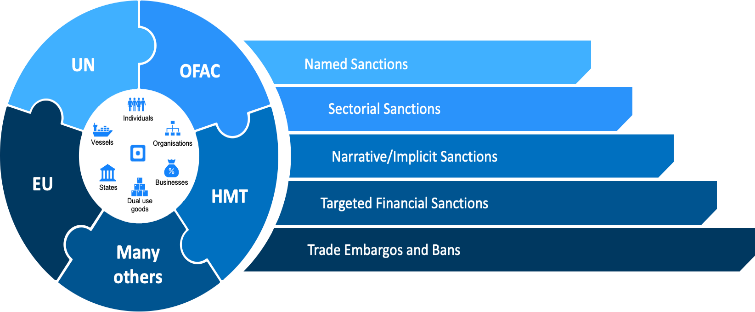 UN
OFAC
EU
HMT
Many
others
Individuals
Vessels
Organisations
States
Businesses
Dual use
goods
Named Sanctions
Sectorial Sanctions
Narrative/Implicit Sanctions
Targeted Financial Sanctions
Trade Embargos and Bans